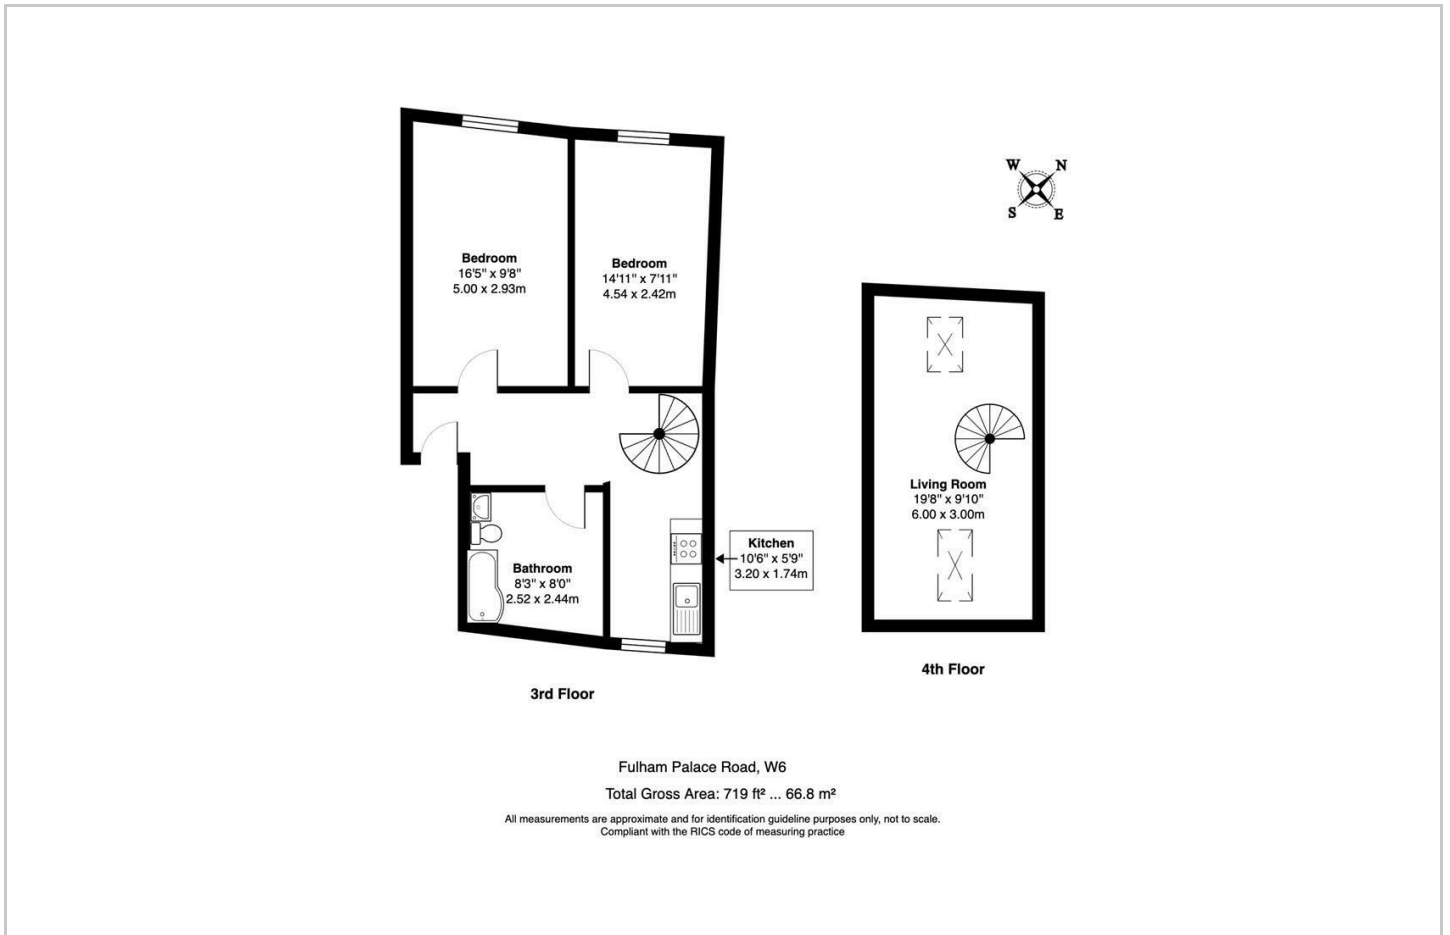 Bedroom
16'5" x 9'8"
5.00 x 2.93m
Bedroom
14'11" x 7'11"
4.54 x 2.42m
W N
S E
Living Room
19'8" x 9'10"
6.00 x 3.00m
Kitchen
10'6" x 5'9"
3.20 x 1.74m
Bathroom
8'3" x 8'0"
2.52 x 2.44m
4th Floor
3rd Floor
Fulham Palace Road, W6
Total Gross Area: 719 ft² ... 66.8 m²
All measurements are approximate and for identification guideline purposes only, not to scale.
Compliant with the RICS code of measuring practice